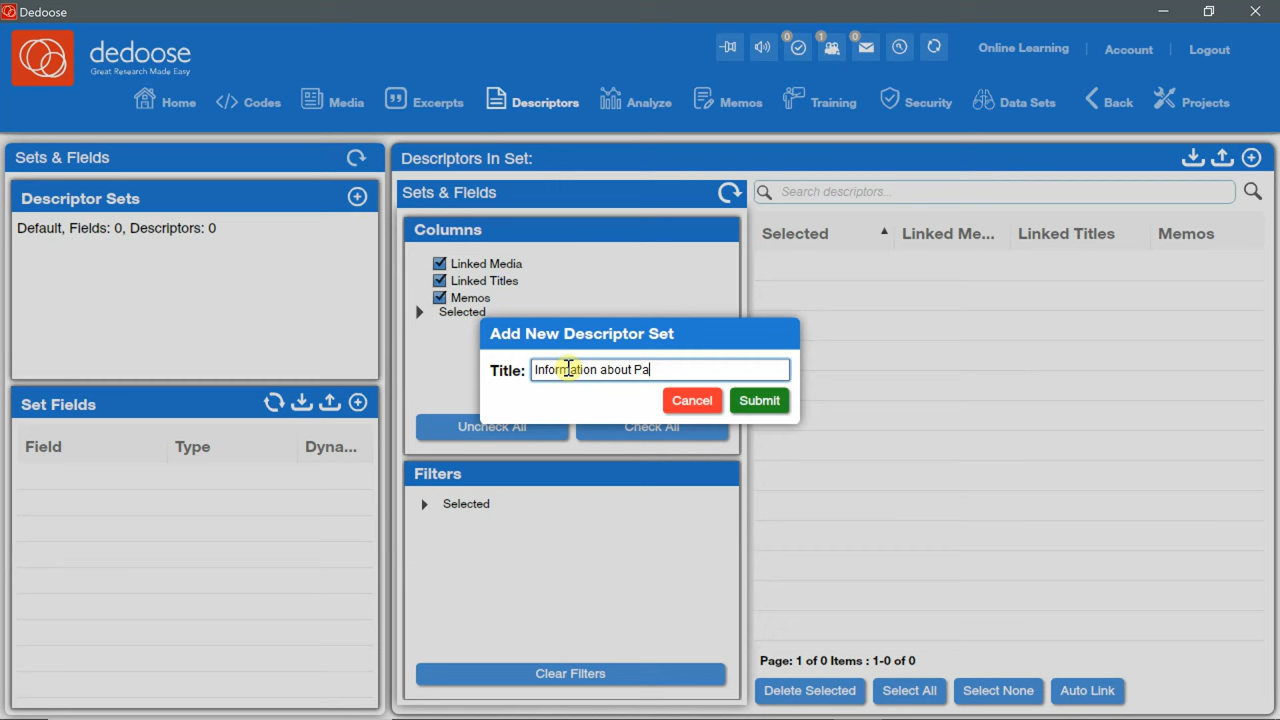 Dedoose
dedoose
Great Research Made Easy
0 1 0
Online Learning Account Logout
Home Codes Media Excerpts Descriptors Analyze Memos Training Security Data Sets Back Projects
Sets & Fields
Descriptor Sets
Default, Fields: 0, Descriptors: 0
Set Fields
Field Type Dyna...
Descriptors In Set:
Sets & Fields
Columns
Linked Media
Linked Titles
Memos
Selected
Add New Descriptor Set
Title: Information about Pa
Cancel Submit
Uncheck All Check All
Filters
Selected
Clear Filters
Search descriptors...
Selected Linked Me... Linked Titles Memos
Page: 1 of 0 Items : 1-0 of 0
Delete Selected Select All Select None Auto Link